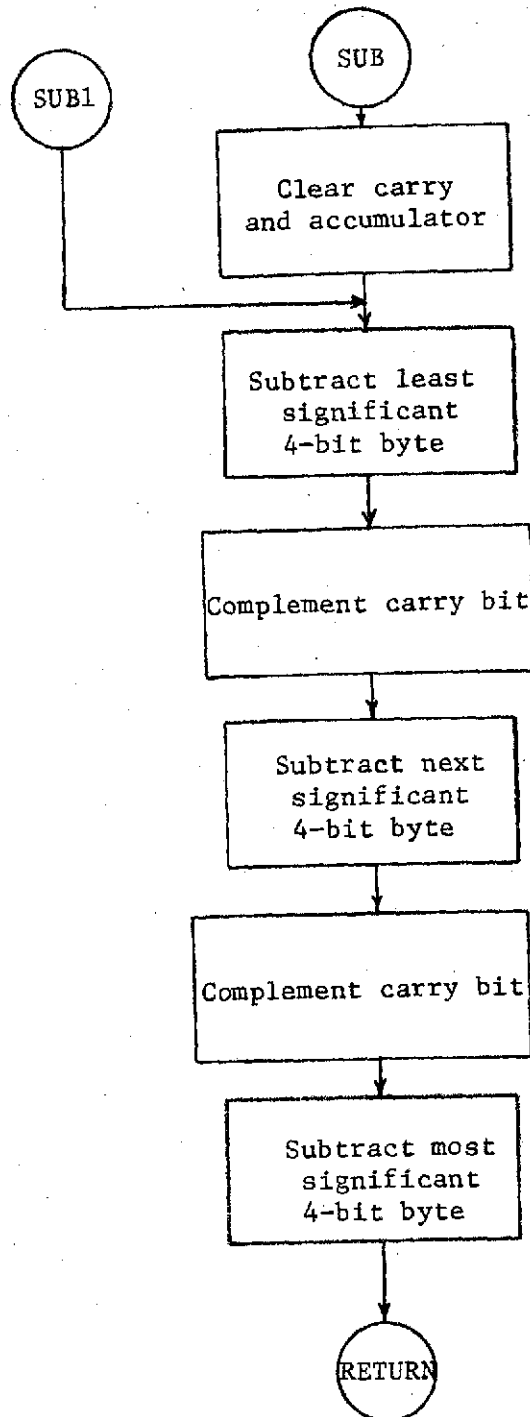 SUB
SUB1
Clear carry
and accumulator
Subtract least
significant
4-bit byte
Complement carry bit
Subtract next
significant
4-bit byte
Complement carry bit
Subtract most
significant
4-bit byte
RETURN